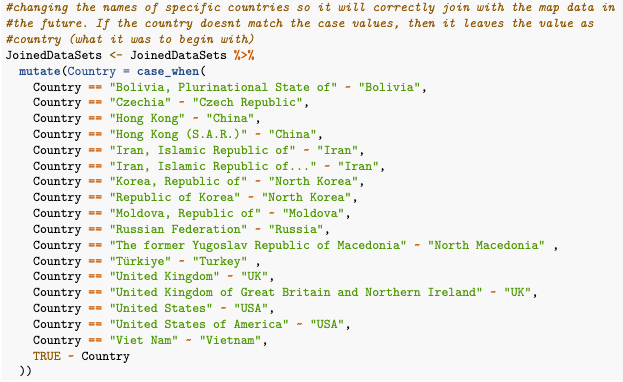 #changing the names of specific countries so it will correctly join with the map data in
#the future. If the country doesnt match the case values, then it leaves the value as
#country (what it was to begin with)
JoinedDataSets <- JoinedDataSets %>%
  mutate(Country = case_when(
    Country == "Bolivia, Plurinational State of" ~ "Bolivia",
    Country == "Czechia" ~ "Czech Republic",
    Country == "Hong Kong" ~ "China",
    Country == "Hong Kong (S.A.R.)" ~ "China",
    Country == "Iran, Islamic Republic of" ~ "Iran",
    Country == "Iran, Islamic Republic of..." ~ "Iran",
    Country == "Korea, Republic of" ~ "North Korea",
    Country == "Republic of Korea" ~ "North Korea",
    Country == "Moldova, Republic of" ~ "Moldova",
    Country == "Russian Federation" ~ "Russia",
    Country == "The former Yugoslav Republic of Macedonia" ~ "North Macedonia" ,
    Country == "Türkiye" ~ "Turkey" ,
    Country == "United Kingdom" ~ "UK",
    Country == "United Kingdom of Great Britain and Northern Ireland" ~ "UK",
    Country == "United States" ~ "USA",
    Country == "United States of America" ~ "USA",
    Country == "Viet Nam" ~ "Vietnam",
    TRUE ~ Country
  ))